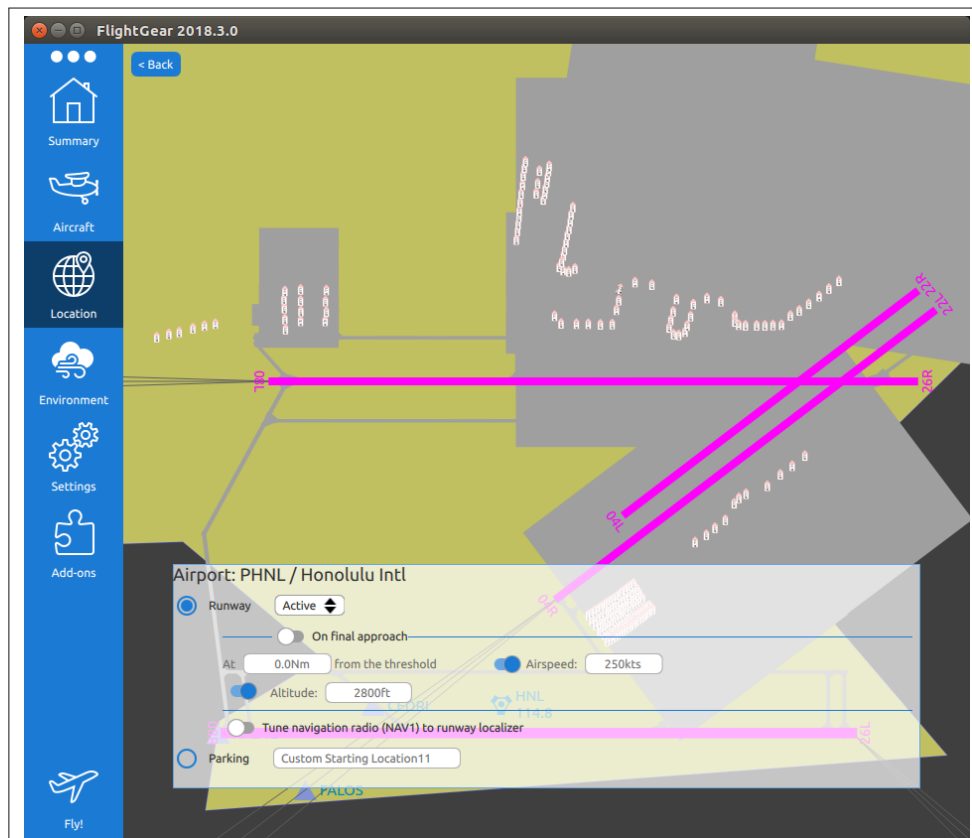 FlightGear 2018.3.0
< Back
Summary
Aircraft
Location
Environment
Settings
Add-ons
Fly!
22R
22L
08L
26R
04L
04R
Airport: PHNL / Honolulu Intl
Runway Active
On final approach
At 0.0Nm from the threshold Airspeed: 250kts
Altitude: 2800ft
CEDRI
HNL
114.8
Tune navigation radio (NAV1) to runway localizer
26L
Parking Custom Starting Location11
PALOS